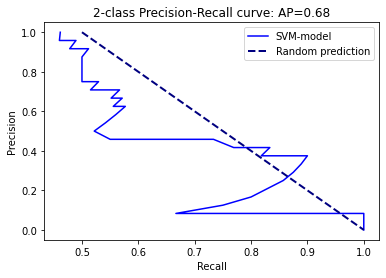 2-class Precision-Recall curve: AP=0.68
SVM-model
Random prediction
Precision
1.0
0.8
0.6
0.4
0.2
0.0
0.5 0.6 0.7 0.8 0.9 1.0
Recall